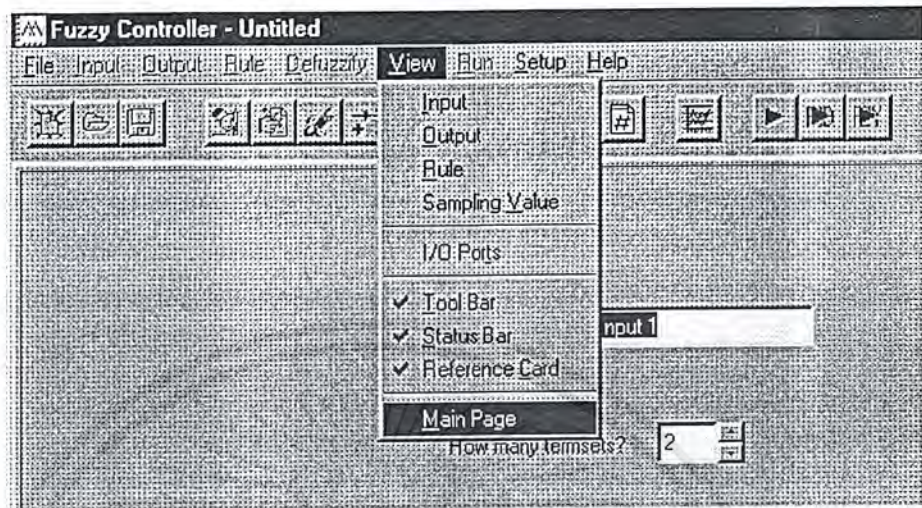 Fuzzy Controller - Untitled
File Input Output Rule Defuzzify View Run Setup Help
#
Input
Output
Rule
Sampling Value
I/O Ports
Tool Bar
nput 1
Status Bar
Reference Card
Main Page
How many termsets? 2